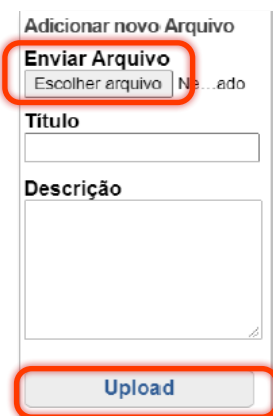 Adicionar novo Arquivo
Enviar Arquivo
Escolher arquivo Ne...ado
Título
Descrição
Upload